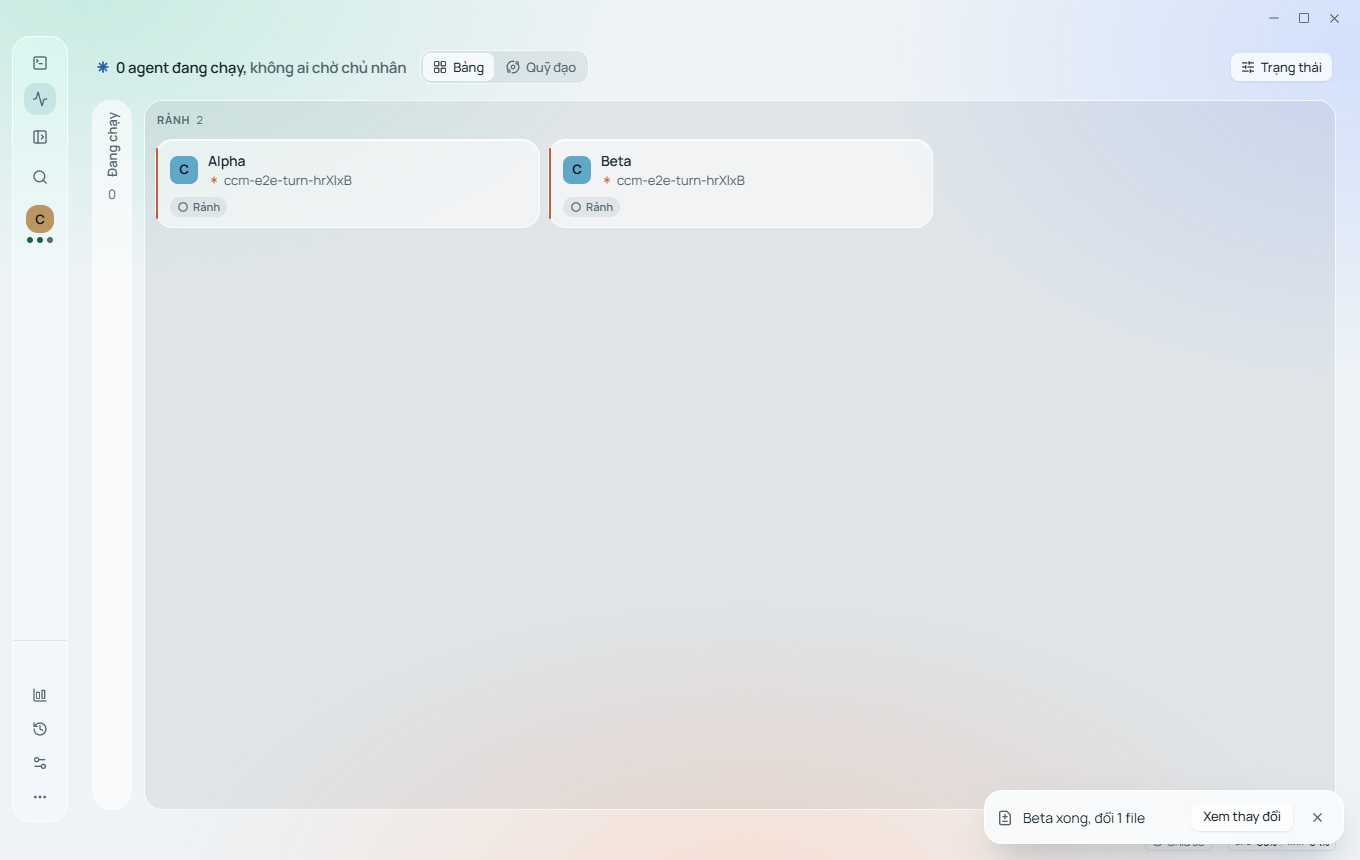 0 agent đang chạy, không ai chờ chủ nhân
Bảng
Quỹ đạo
Trạng thái
Đang chạy
0
RẢNH 2
C
Alpha
ccm-e2e-turn-hrXlxB
Rảnh
C
Beta
ccm-e2e-turn-hrXlxB
Rảnh
C
Beta xong, đổi 1 file
Xem thay đổi